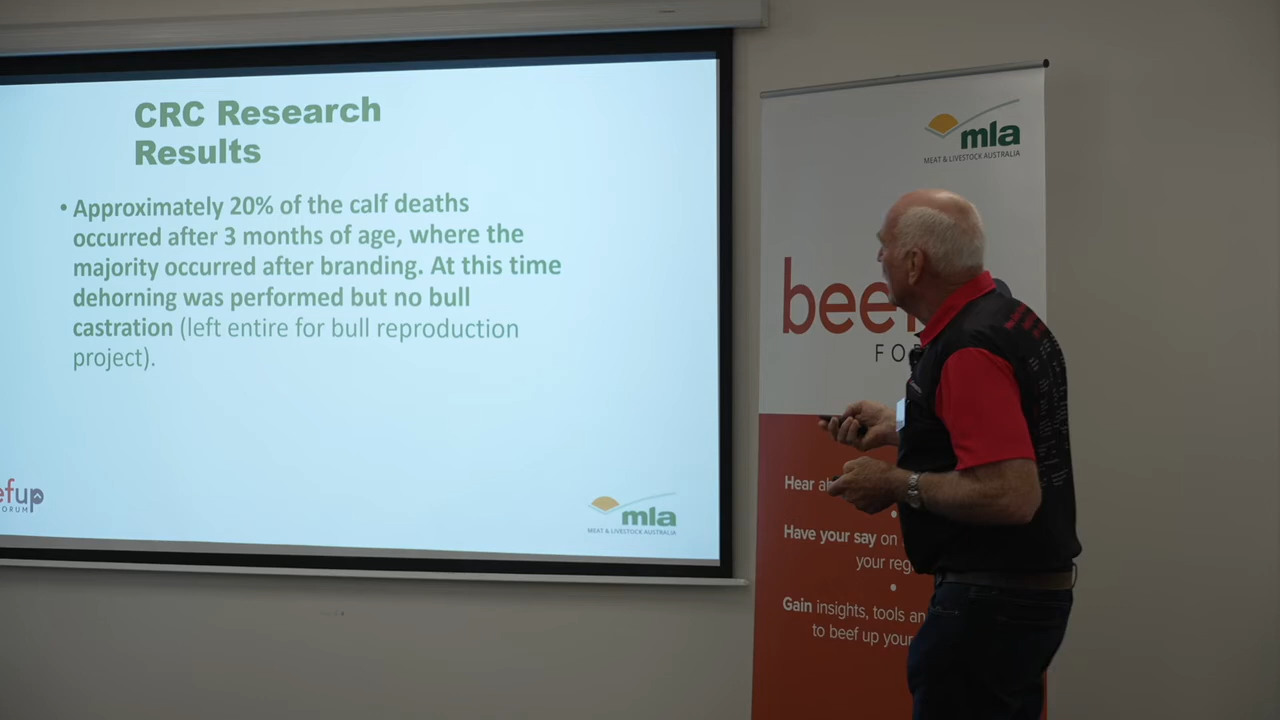 CRC Research
Results
• Approximately 20% of the calf deaths
occurred after 3 months of age, where the
majority occurred after branding. At this time
dehorning was performed but no bull
castration (left entire for bull reproduction
project).
efup
ORUM
mla
MEAT & LIVESTOCK AUSTRALIA
mla
MEAT & LIVESTOCK AUSTRALIA
bee
FO
Hear
Have your say on
your reg
Gain insights, tools an
to beef up your